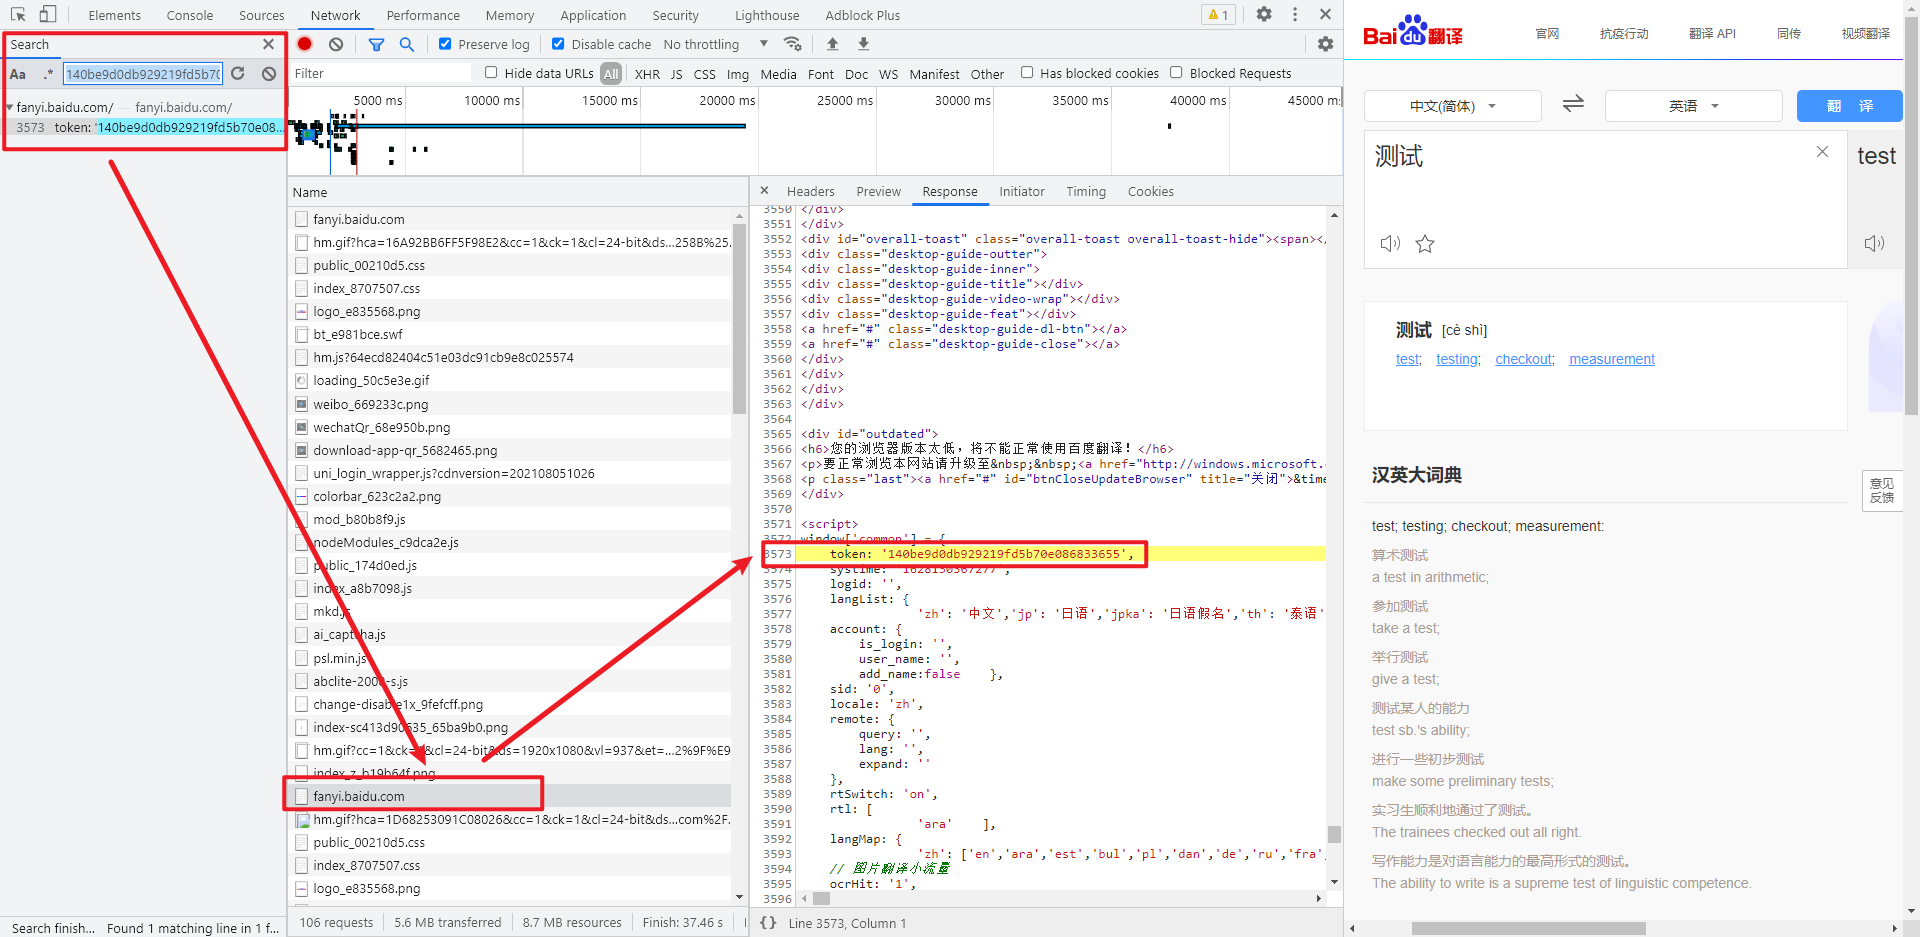 Elements Console Sources Network Performance Memory Application Security Lighthouse Adblock Plus 1
Search
Preserve log Disable cache No throttling
Aa .* 140be9d0db929219fd5b70
Filter Hide data URLs All XHR JS CSS Img Media Font Doc WS Manifest Other Has blocked cookies Blocked Requests
fanyi.baidu.com/ — fanyi.baidu.com/
3573 token: '140be9d0db929219fd5b70e08...
5000 ms 10000 ms 15000 ms 20000 ms 25000 ms 30000 ms 35000 ms 40000 ms 45000 m
Name
fanyi.baidu.com
hm.gif?hca=16A92BB6FF5F98E2&cc=1&ck=1&cl=24-bit&ds...258B%25.
public_00210d5.css
index_8707507.css
logo_e835568.png
bt_e981bce.swf
hm.js?64ecd82404c51e03dc91cb9e8c025574
loading_50c5e3e.gif
weibo_669233c.png
wechatQr_68e950b.png
download-app-qr_5682465.png
uni_login_wrapper.js?cdnversion=202108051026
colorbar_623c2a2.png
mod_b80b8f9.js
nodeModules_c9dca2e.js
public_174d0ed.js
index_a8b7098.js
mkd.js
ai_captcha.js
psl.min.js
abclite-2008-s.js
change-disable1x_9fefcff.png
index-sc413d90635_65ba9b0.png
hm.gif?cc=1&ck=1&cl=24-bit&ds=1920x1080&vl=937&et=...2%9F%E9
index_z_b19b64f.png
fanyi.baidu.com
hm.gif?hca=1D68253091C08026&cc=1&ck=1&cl=24-bit&ds...com%2F.
public_00210d5.css
index_8707507.css
logo_e835568.png
106 requests 5.6 MB transferred 8.7 MB resources Finish: 37.46 s
Search finish... Found 1 matching line in 1 f...
Headers Preview Response Initiator Timing Cookies
3550 </div>
3551 </div>
3552 <div id="overall-toast" class="overall-toast overall-toast-hide"><span></
3553 <div class="desktop-guide-outter">
3554 <div class="desktop-guide-inner">
3555 <div class="desktop-guide-title"></div>
3556 <div class="desktop-guide-video-wrap"></div>
3557 <div class="desktop-guide-feat"></div>
3558 <a href="#" class="desktop-guide-dl-btn"></a>
3559 <a href="#" class="desktop-guide-close"></a>
3560 </div>
3561 </div>
3562 </div>
3563 </div>
3564
3565 <div id="outdated">
3566 <h6>您的浏览器版本太低，将不能正常使用百度翻译！</h6>
3567 <p>要正常浏览本网站请升级至&nbsp;&nbsp;<a href="http://windows.microsoft.
3568 <p class="last"><a href="#" id="btnCloseUpdateBrowser" title="关闭">&time
3569 </div>
3570
3571 <script>
3572 window['common'] = {
3573 token: '140be9d0db929219fd5b70e086833655',
3574 systime: '1628130567277',
3575 logid: '',
3576 langList: {
3577 'zh': '中文','jp': '日语','jpka': '日语假名','th': '泰语'
3578 account: {
3579 is_login: '',
3580 user_name: '',
3581 add_name:false },
3582 sid: '0',
3583 locale: 'zh',
3584 remote: {
3585 query: '',
3586 lang: '',
3587 expand: ''
3588 },
3589 rtSwitch: 'on',
3590 rtl: [
3591 'ara' ],
3592 langMap: {
3593 'zh': ['en','ara','est','bul','pl','dan','de','ru','fra',
3594 // 图片翻译小流量
3595 ocrHit: '1',
3596
{} Line 3573, Column 1
Baidu翻译 官网 抗疫行动 翻译 API 同传 视频翻译
中文(简体) 英语 翻 译
测试 test
测试 [cè shì]
test; testing; checkout; measurement
汉英大词典
意见
反馈
test; testing; checkout; measurement:
算术测试
a test in arithmetic;
参加测试
take a test;
举行测试
give a test;
测试某人的能力
test sb.'s ability;
进行一些初步测试
make some preliminary tests;
实习生顺利地通过了测试。
The trainees checked out all right.
写作能力是对语言能力的最高形式的测试。
The ability to write is a supreme test of linguistic competence.